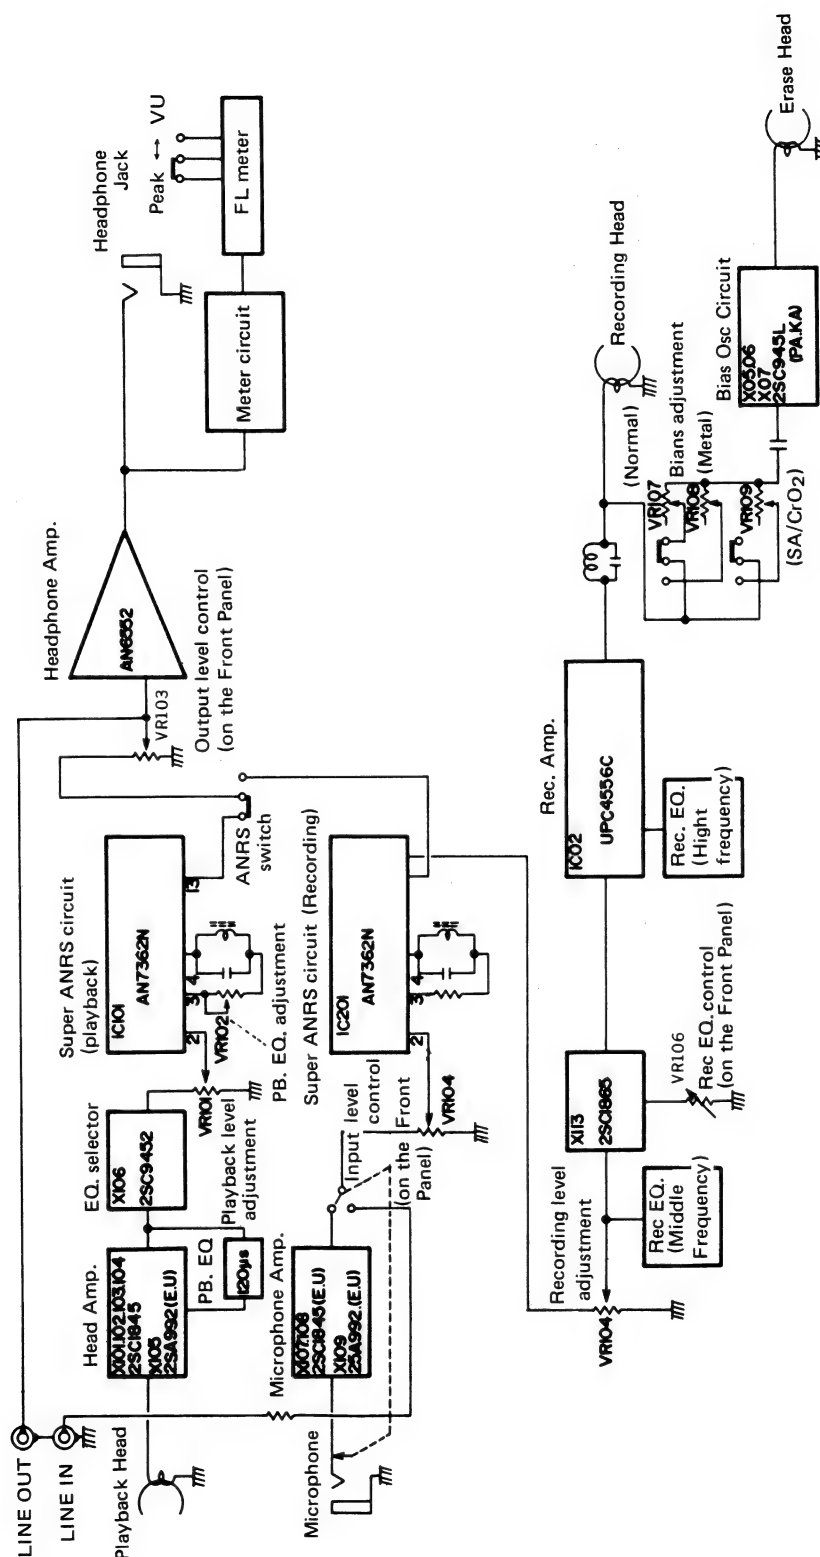 LINE OUT
LINE IN
Playback Head
Head Amp.
X101,102,103,104
2SC1845
X105
2SA992(E.U)
PB. EQ
120µs
EQ. selector
X106
2SC9452
Playback level
adjustment
VR101
Super ANRS circuit
(playback)
IC101
AN7362N
2
3
4
13
VR102
PB. EQ. adjustment
ANRS
switch
VR103
Output level control
(on the Front Panel)
Headphone Amp.
AN6552
Headphone
Jack
Peak ↔ VU
FL meter
Meter circuit
Microphone
Microphone Amp.
X107,108
2SC1845(E.U)
X109
2SA992.(E.U)
Input level
control
(on the Front
Panel)
VR104
Super ANRS circuit (Recording)
IC201
AN7362N
2
3
4
Recording level
adjustment
VR104
Rec EQ.
(Middle
Frequency)
X113
2SC1865
VR106
Rec EQ. control
(on the Front Panel)
Rec. Amp.
IC02
UPC4556C
Rec. EQ.
(Hight
frequency)
Recording Head
(Normal)
Bians adjustment
(Metal)
VR107
VR108
VR109
(SA/CrO2)
Bias Osc Circuit
X05,06
X07
2SC945L
(PA.KA)
Erase Head